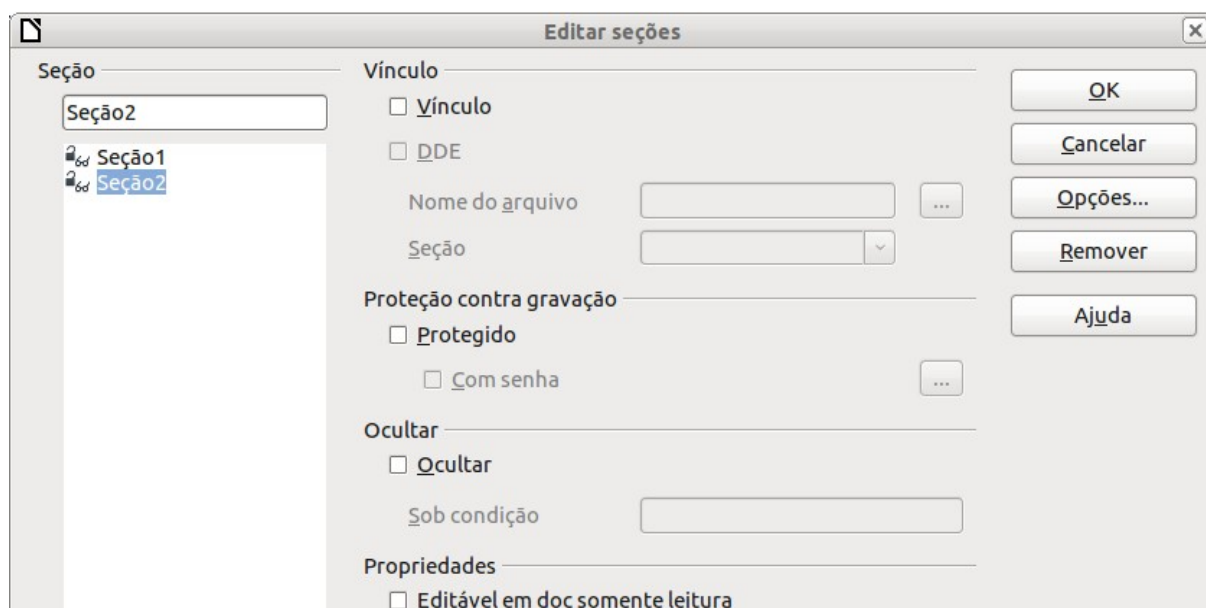 Editar seções
Seção
Seção2
Seção1
Seção2
Vínculo
Vínculo
DDE
Nome do arquivo
...
Seção
Proteção contra gravação
Protegido
Com senha
...
Ocultar
Ocultar
Sob condição
Propriedades
Editável em doc somente leitura
OK
Cancelar
Opções...
Remover
Ajuda